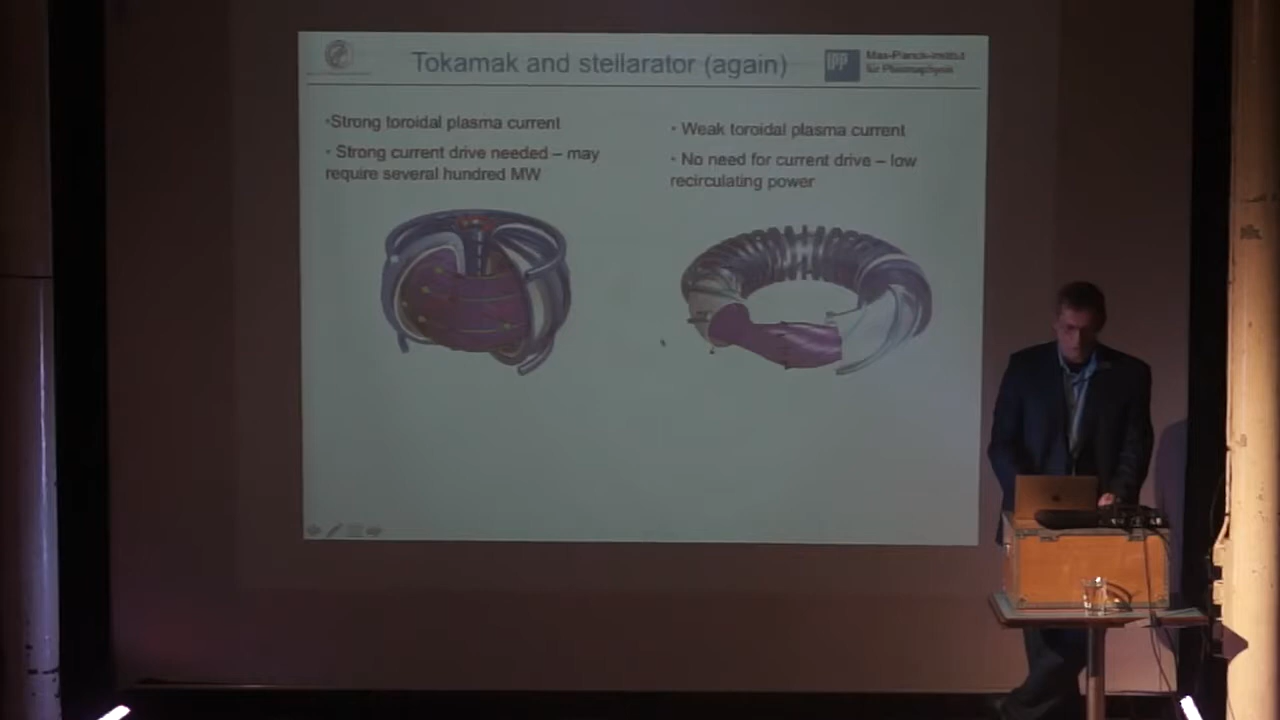 Tokamak and stellarator (again)
IPP
Max-Planck-Institut
für Plasmaphysik
•Strong toroidal plasma current
• Strong current drive needed – may
require several hundred MW
• Weak toroidal plasma current
• No need for current drive – low
recirculating power